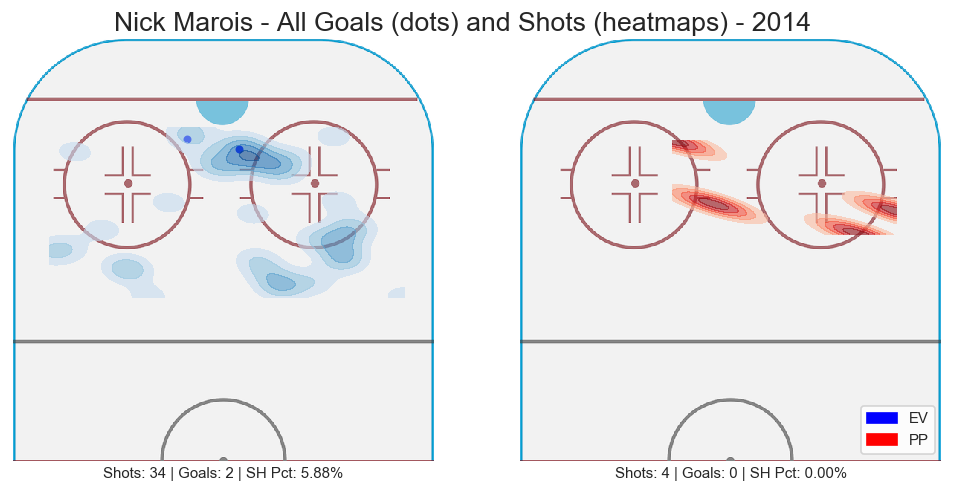 Nick Marois - All Goals (dots) and Shots (heatmaps) - 2014
EV
PP
Shots: 34 | Goals: 2 | SH Pct: 5.88%
Shots: 4 | Goals: 0 | SH Pct: 0.00%